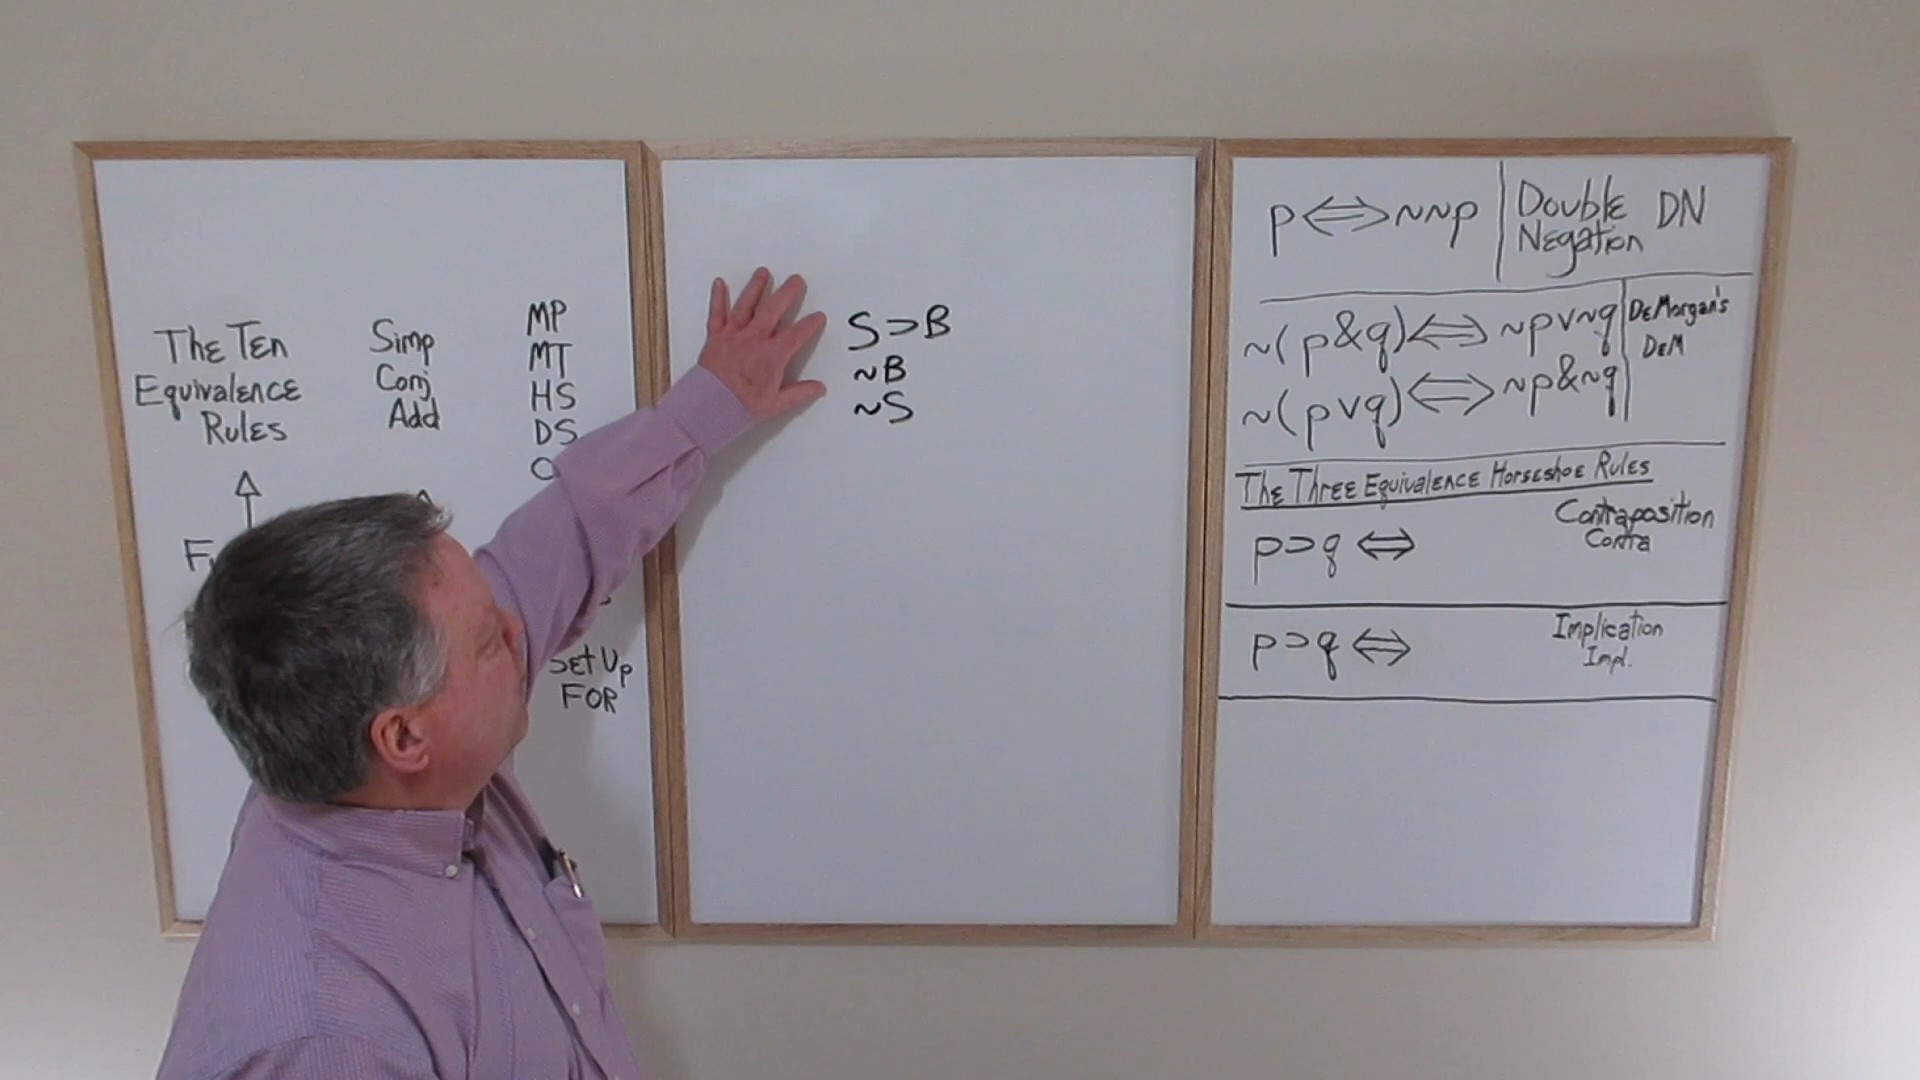 The Ten
Equivalence
Rules
Simp
Conj
Add
MP
MT
HS
DS
Set Up
FOR
S⊃B
~B
~S
p⇔~~p
Double
Negation
DN
~(p&q)⇔~pv~q
~(pvq)⇔~p&~q
DeMorgan's
DeM
The Three Equivalence Horseshoe Rules
p⊃q⇔
Contraposition
Contra
p⊃q⇔
Implication
Impl.